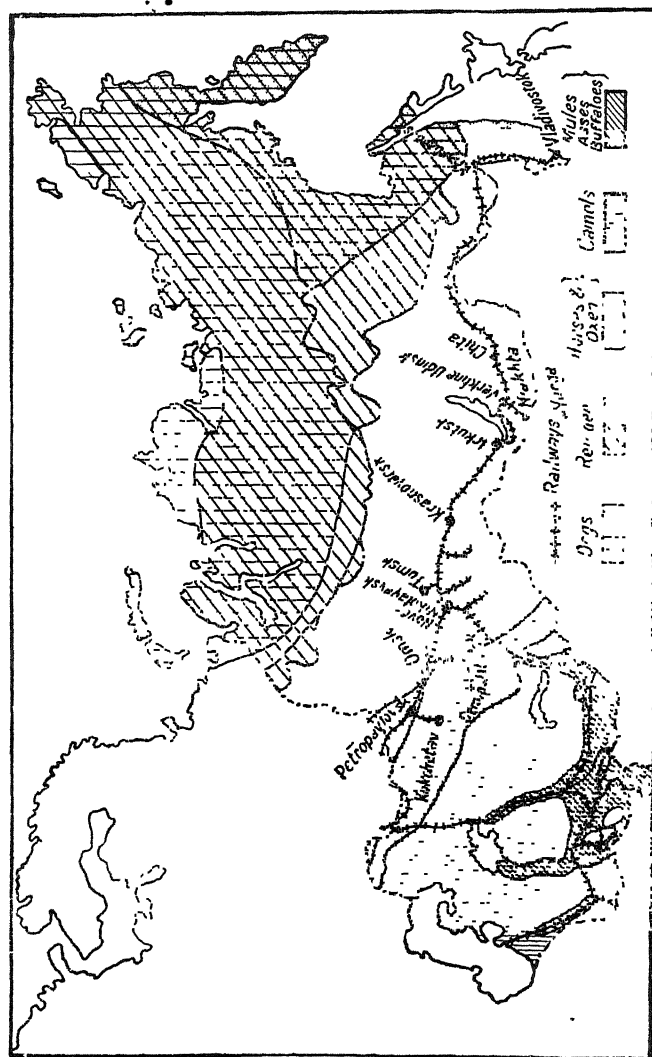 Petropavlovsk
Kokchetav
Omsk
Novo
Nikolayevsk
Tomsk
Krasnoyarsk
Irkutsk
Verkhne Udinsk
Chita
Kiakhta
Vladivostok
Railways
Dogs
Horses &
Oxen
Camels
Mules
Asses
Buffaloes